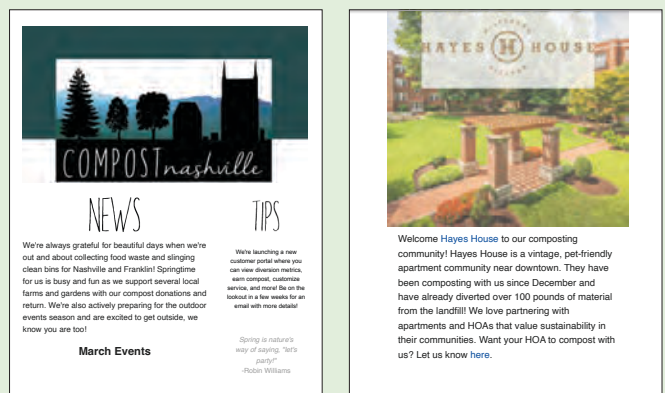 COMPOST nashville
NEWS
We're always grateful for beautiful days when we're
out and about collecting food waste and slinging
clean bins for Nashville and Franklin! Springtime
for us is busy and fun as we support several local
farms and gardens with our compost donations and
return. We're also actively preparing for the outdoor
events season and are excited to get outside, we
know you are too!
March Events
TIPS
We're launching a new
customer portal where you
can view diversion metrics,
earn compost, customize
service, and more! Be on the
lookout in a few weeks for an
email with more details!
Spring is nature's
way of saying, "let's
party!"
-Robin Williams
HAYES H HOUSE
VILLAGE
Welcome Hayes House to our composting
community! Hayes House is a vintage, pet-friendly
apartment community near downtown. They have
been composting with us since December and
have already diverted over 100 pounds of material
from the landfill! We love partnering with
apartments and HOAs that value sustainability in
their communities. Want your HOA to compost with
us? Let us know here.